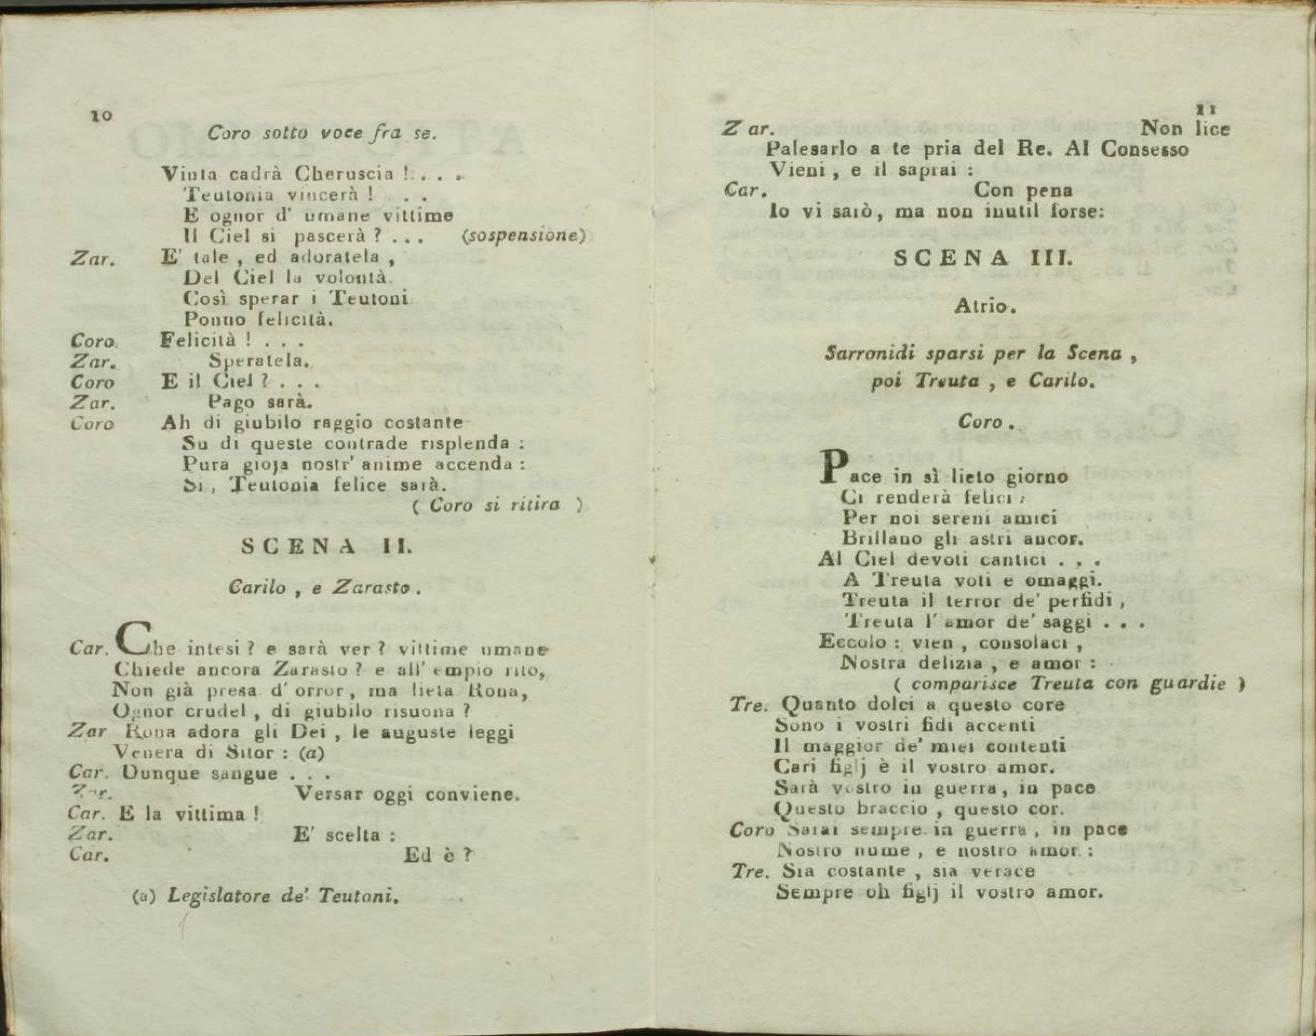 10
Coro sotto voce fra se.
Vinta cadrà Cheruscia ! . . . .
Teutonia vincerà ! . . .
E ognor d' umane vittime
Il Ciel si pascerà ? . . . (sospensione)
Zar. E' tale , ed adoratela ,
Del Ciel la volontà.
Così sperar i Teutoni
Ponno felicità.
Coro. Felicità ! . . .
Zar. Speratela.
Coro E il Ciel ? . . .
Zar. Pago sarà.
Coro Ah di giubilo raggio costante
Su di queste contrade risplenda :
Pura gioja nostr' anime accenda :
Si , Teutonia felice sarà.
( Coro si ritira )
SCENA II.
Carilo , e Zarasto .
Car. Che intesi ? e sarà ver ? vittime umane
Chiede ancora Zarasto ? e all' empio rito,
Non già presa d' orror, ma lieta Rona,
Ognor crudel , di giubilo risuona ?
Zar Rona adora gli Dei , le auguste leggi
Venera di Sitor : (a)
Car. Dunque sangue . . .
Zar. Versar oggi conviene.
Car. E la vittima !
Zar. E' scelta :
Car. Ed è ?
(a) Legislatore de' Teutoni.
11
Zar. Non lice
Palesarlo a te pria del Re. Al Consesso
Vieni , e il saprai :
Car. Con pena
Io vi sarò, ma non inutil forse:
SCENA III.
Atrio.
Sarronidi sparsi per la Scena ,
poi Treuta , e Carilo.
Coro .
Pace in sì lieto giorno
Ci renderà felici :
Per noi sereni amici
Brillano gli astri ancor.
Al Ciel devoti cantici . . .
A Treuta voti e omaggi.
Treuta il terror de' perfidi ,
Treuta l' amor de' saggi . . .
Eccolo : vien , consolaci ,
Nostra delizia , e amor :
( comparisce Treuta con guardie )
Tre. Quanto dolci a questo core
Sono i vostri fidi accenti
Il maggior de' miei contenti
Cari figlj è il vostro amor.
Sarà vostro in guerra, in pace
Questo braccio , questo cor.
Coro Sarai sempre in guerra , in pace
Nostro nume , e nostro amor :
Tre. Sia costante , sia verace
Sempre oh figlj il vostro amor.